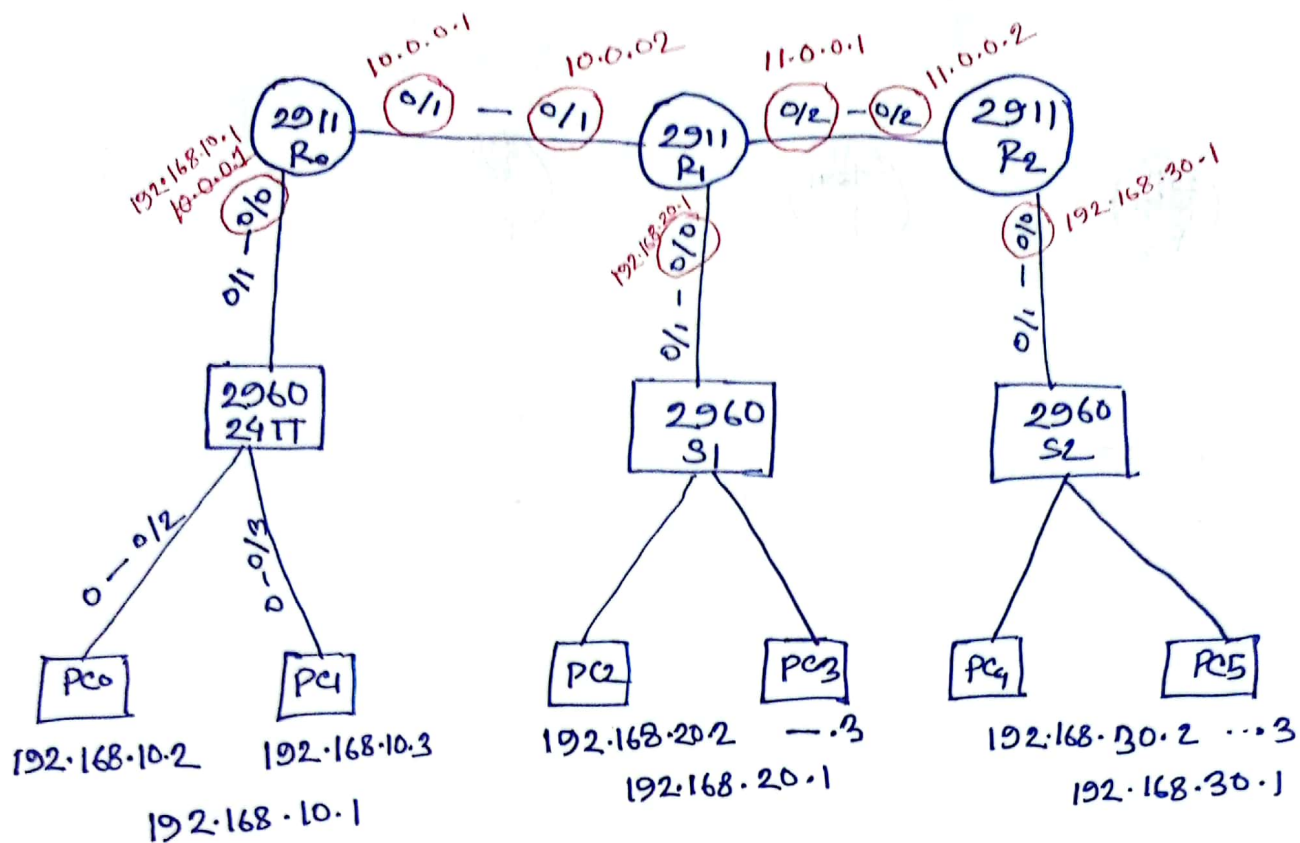 10.0.0.1
10.0.02
11.0.0.1
11.0.0.2
2911
R0
0/1 — 0/1
2911
R1
0/2 - 0/2
2911
R2
192.168.10.1
10.0.0.1
0/1 — 0/0
192.168.20.1
0/1 - 0/0
192.168.30.1
0/1 - 0/0
2960
24TT
2960
S1
2960
S2
0 — 0/2
0 - 0/3
PC0
PC1
PC2
PC3
PC4
PC5
192.168.10.2
192.168.10.3
192.168.20.2 —.3
192.168.30.2 ...3
192.168.10.1
192.168.20.1
192.168.30.1